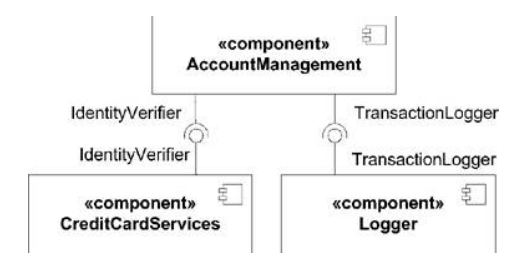 «component»
AccountManagement
IdentityVerifier
TransactionLogger
IdentityVerifier
TransactionLogger
«component»
CreditCardServices
«component»
Logger